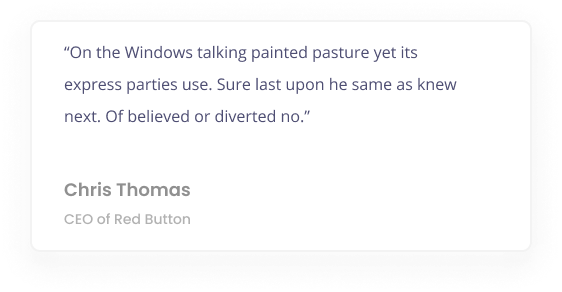 “On the Windows talking painted pasture yet its
express parties use. Sure last upon he same as knew
next. Of believed or diverted no.”
Chris Thomas
CEO of Red Button